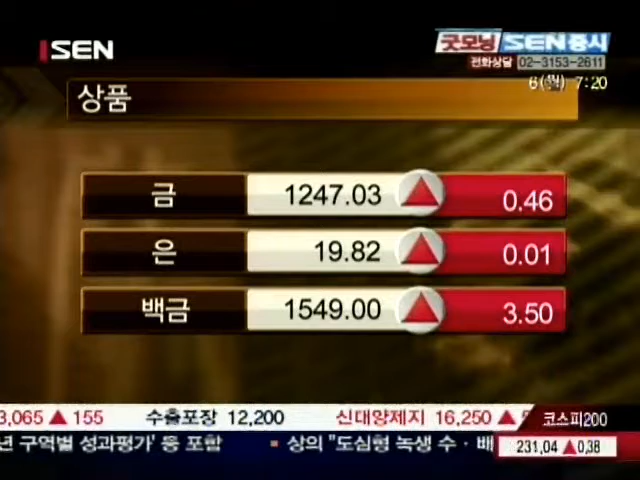 SEN
굿모닝 SEN증시
전화상담 02-3153-2611
6(월) 7:20
상품
금 1247.03 ▲ 0.46
은 19.82 ▲ 0.01
백금 1549.00 ▲ 3.50
3,065 ▲ 155 수출포장 12,200 신대양제지 16,250 ▲ 코스피200
년 구역별 성과평가' 등 포함 ▪ 상의 "도심형 녹생 수 · 배 231.04 ▲ 0.38